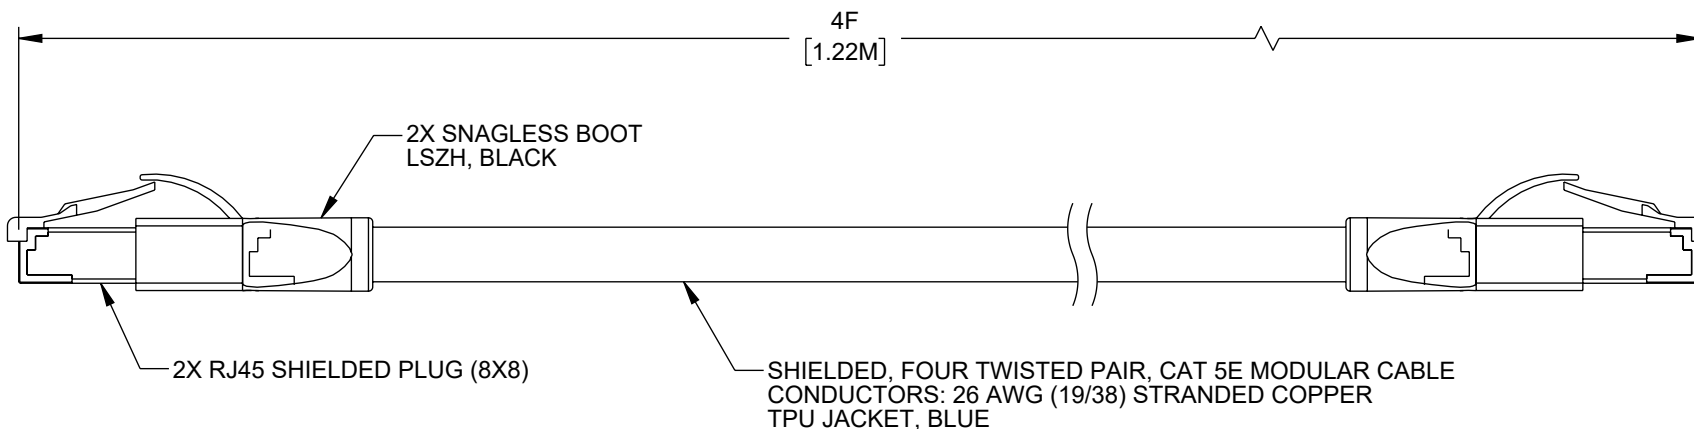 4F
[1.22M]
2X SNAGLESS BOOT
LSZH, BLACK
2X RJ45 SHIELDED PLUG (8X8)
SHIELDED, FOUR TWISTED PAIR, CAT 5E MODULAR CABLE
CONDUCTORS: 26 AWG (19/38) STRANDED COPPER
TPU JACKET, BLUE